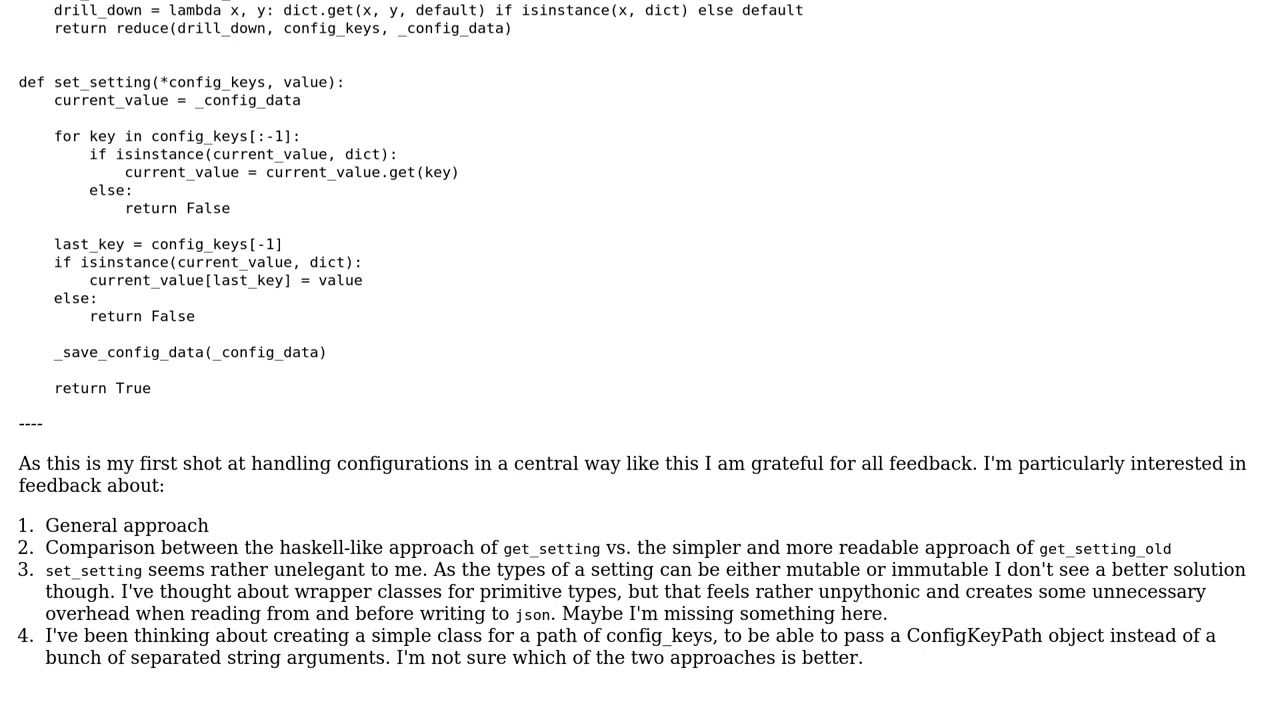 drill_down = lambda x, y: dict.get(x, y, default) if isinstance(x, dict) else default
    return reduce(drill_down, config_keys, _config_data)

def set_setting(*config_keys, value):
    current_value = _config_data

    for key in config_keys[:-1]:
        if isinstance(current_value, dict):
            current_value = current_value.get(key)
        else:
            return False

    last_key = config_keys[-1]
    if isinstance(current_value, dict):
        current_value[last_key] = value
    else:
        return False

    _save_config_data(_config_data)

    return True

----

As this is my first shot at handling configurations in a central way like this I am grateful for all feedback. I'm particularly interested in
feedback about:

1. General approach
2. Comparison between the haskell-like approach of get_setting vs. the simpler and more readable approach of get_setting_old
3. set_setting seems rather unelegant to me. As the types of a setting can be either mutable or immutable I don't see a better solution
though. I've thought about wrapper classes for primitive types, but that feels rather unpythonic and creates some unnecessary
overhead when reading from and before writing to json. Maybe I'm missing something here.
4. I've been thinking about creating a simple class for a path of config_keys, to be able to pass a ConfigKeyPath object instead of a
bunch of separated string arguments. I'm not sure which of the two approaches is better.